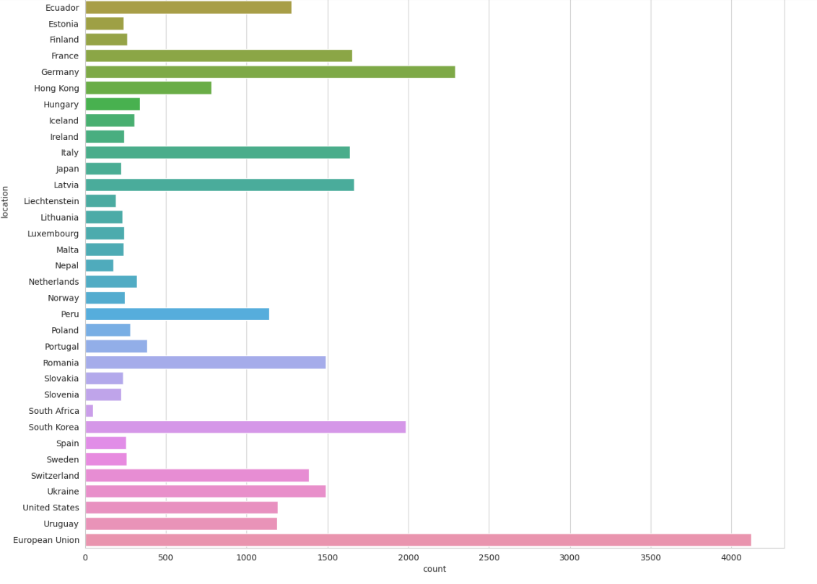 Ecuador
Estonia
Finland
France
Germany
Hong Kong
Hungary
Iceland
Ireland
Italy
Japan
Latvia
Liechtenstein
Lithuania
Luxembourg
Malta
Nepal
Netherlands
Norway
Peru
Poland
Portugal
Romania
Slovakia
Slovenia
South Africa
South Korea
Spain
Sweden
Switzerland
Ukraine
United States
Uruguay
European Union
location
0 500 1000 1500 2000 2500 3000 3500 4000
count